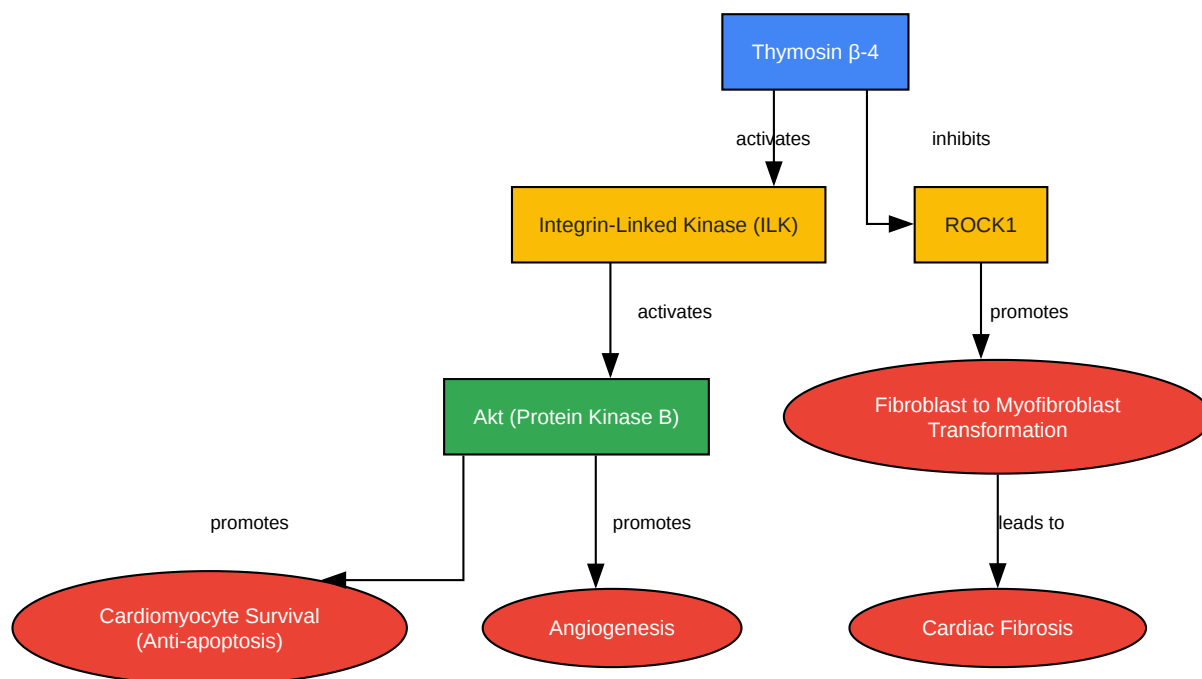 Thymosin β-4
activates
inhibits
Integrin-Linked Kinase (ILK)
ROCK1
activates
promotes
Akt (Protein Kinase B)
Fibroblast to Myofibroblast
Transformation
promotes
promotes
leads to
Cardiomyocyte Survival
(Anti-apoptosis)
Angiogenesis
Cardiac Fibrosis